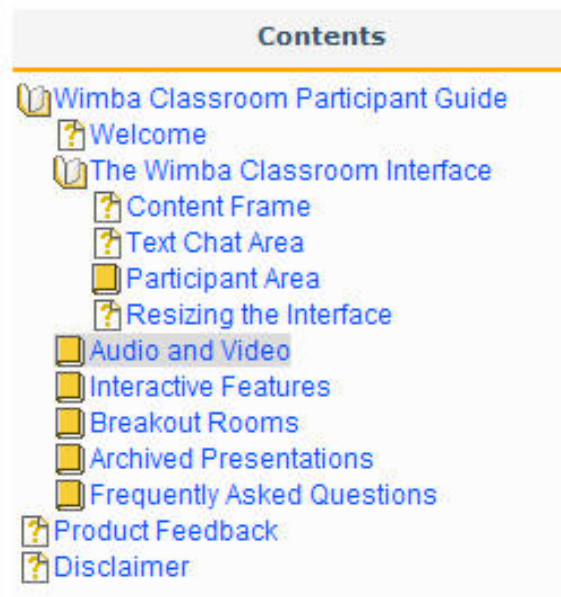 Contents
Wimba Classroom Participant Guide
Welcome
The Wimba Classroom Interface
Content Frame
Text Chat Area
Participant Area
Resizing the Interface
Audio and Video
Interactive Features
Breakout Rooms
Archived Presentations
Frequently Asked Questions
Product Feedback
Disclaimer